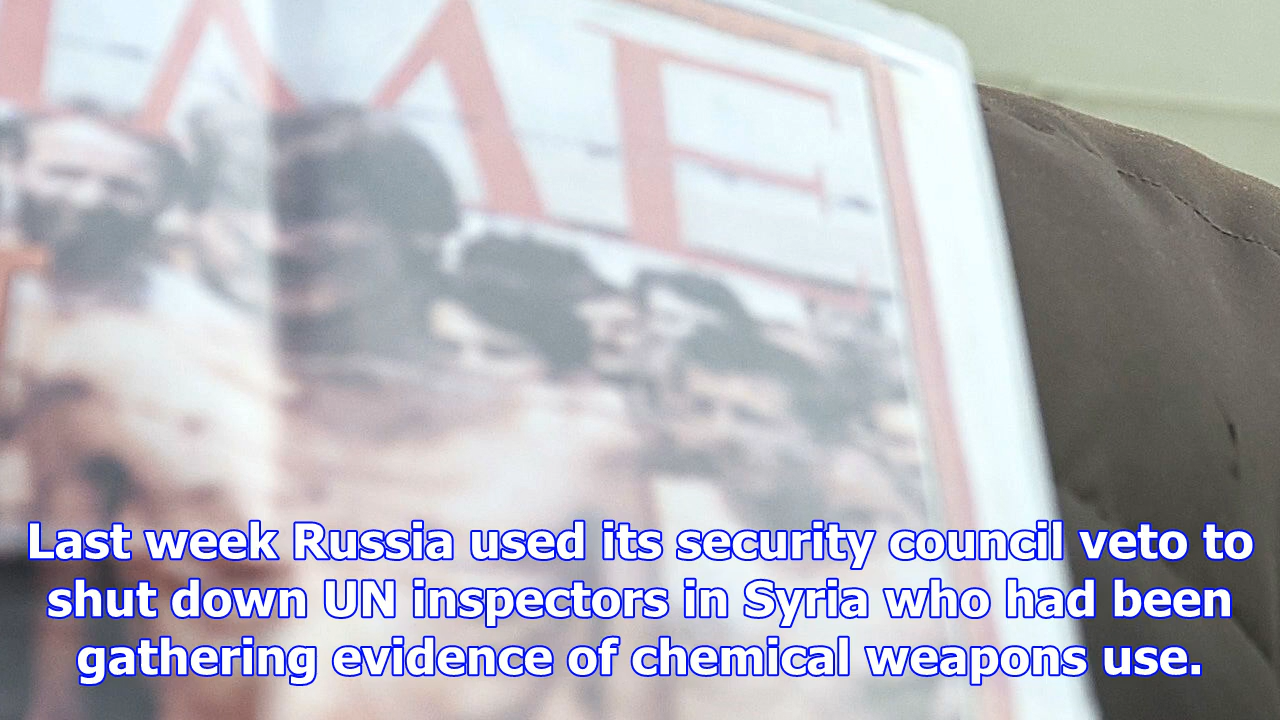 IME
Last week Russia used its security council veto to
shut down UN inspectors in Syria who had been
gathering evidence of chemical weapons use.